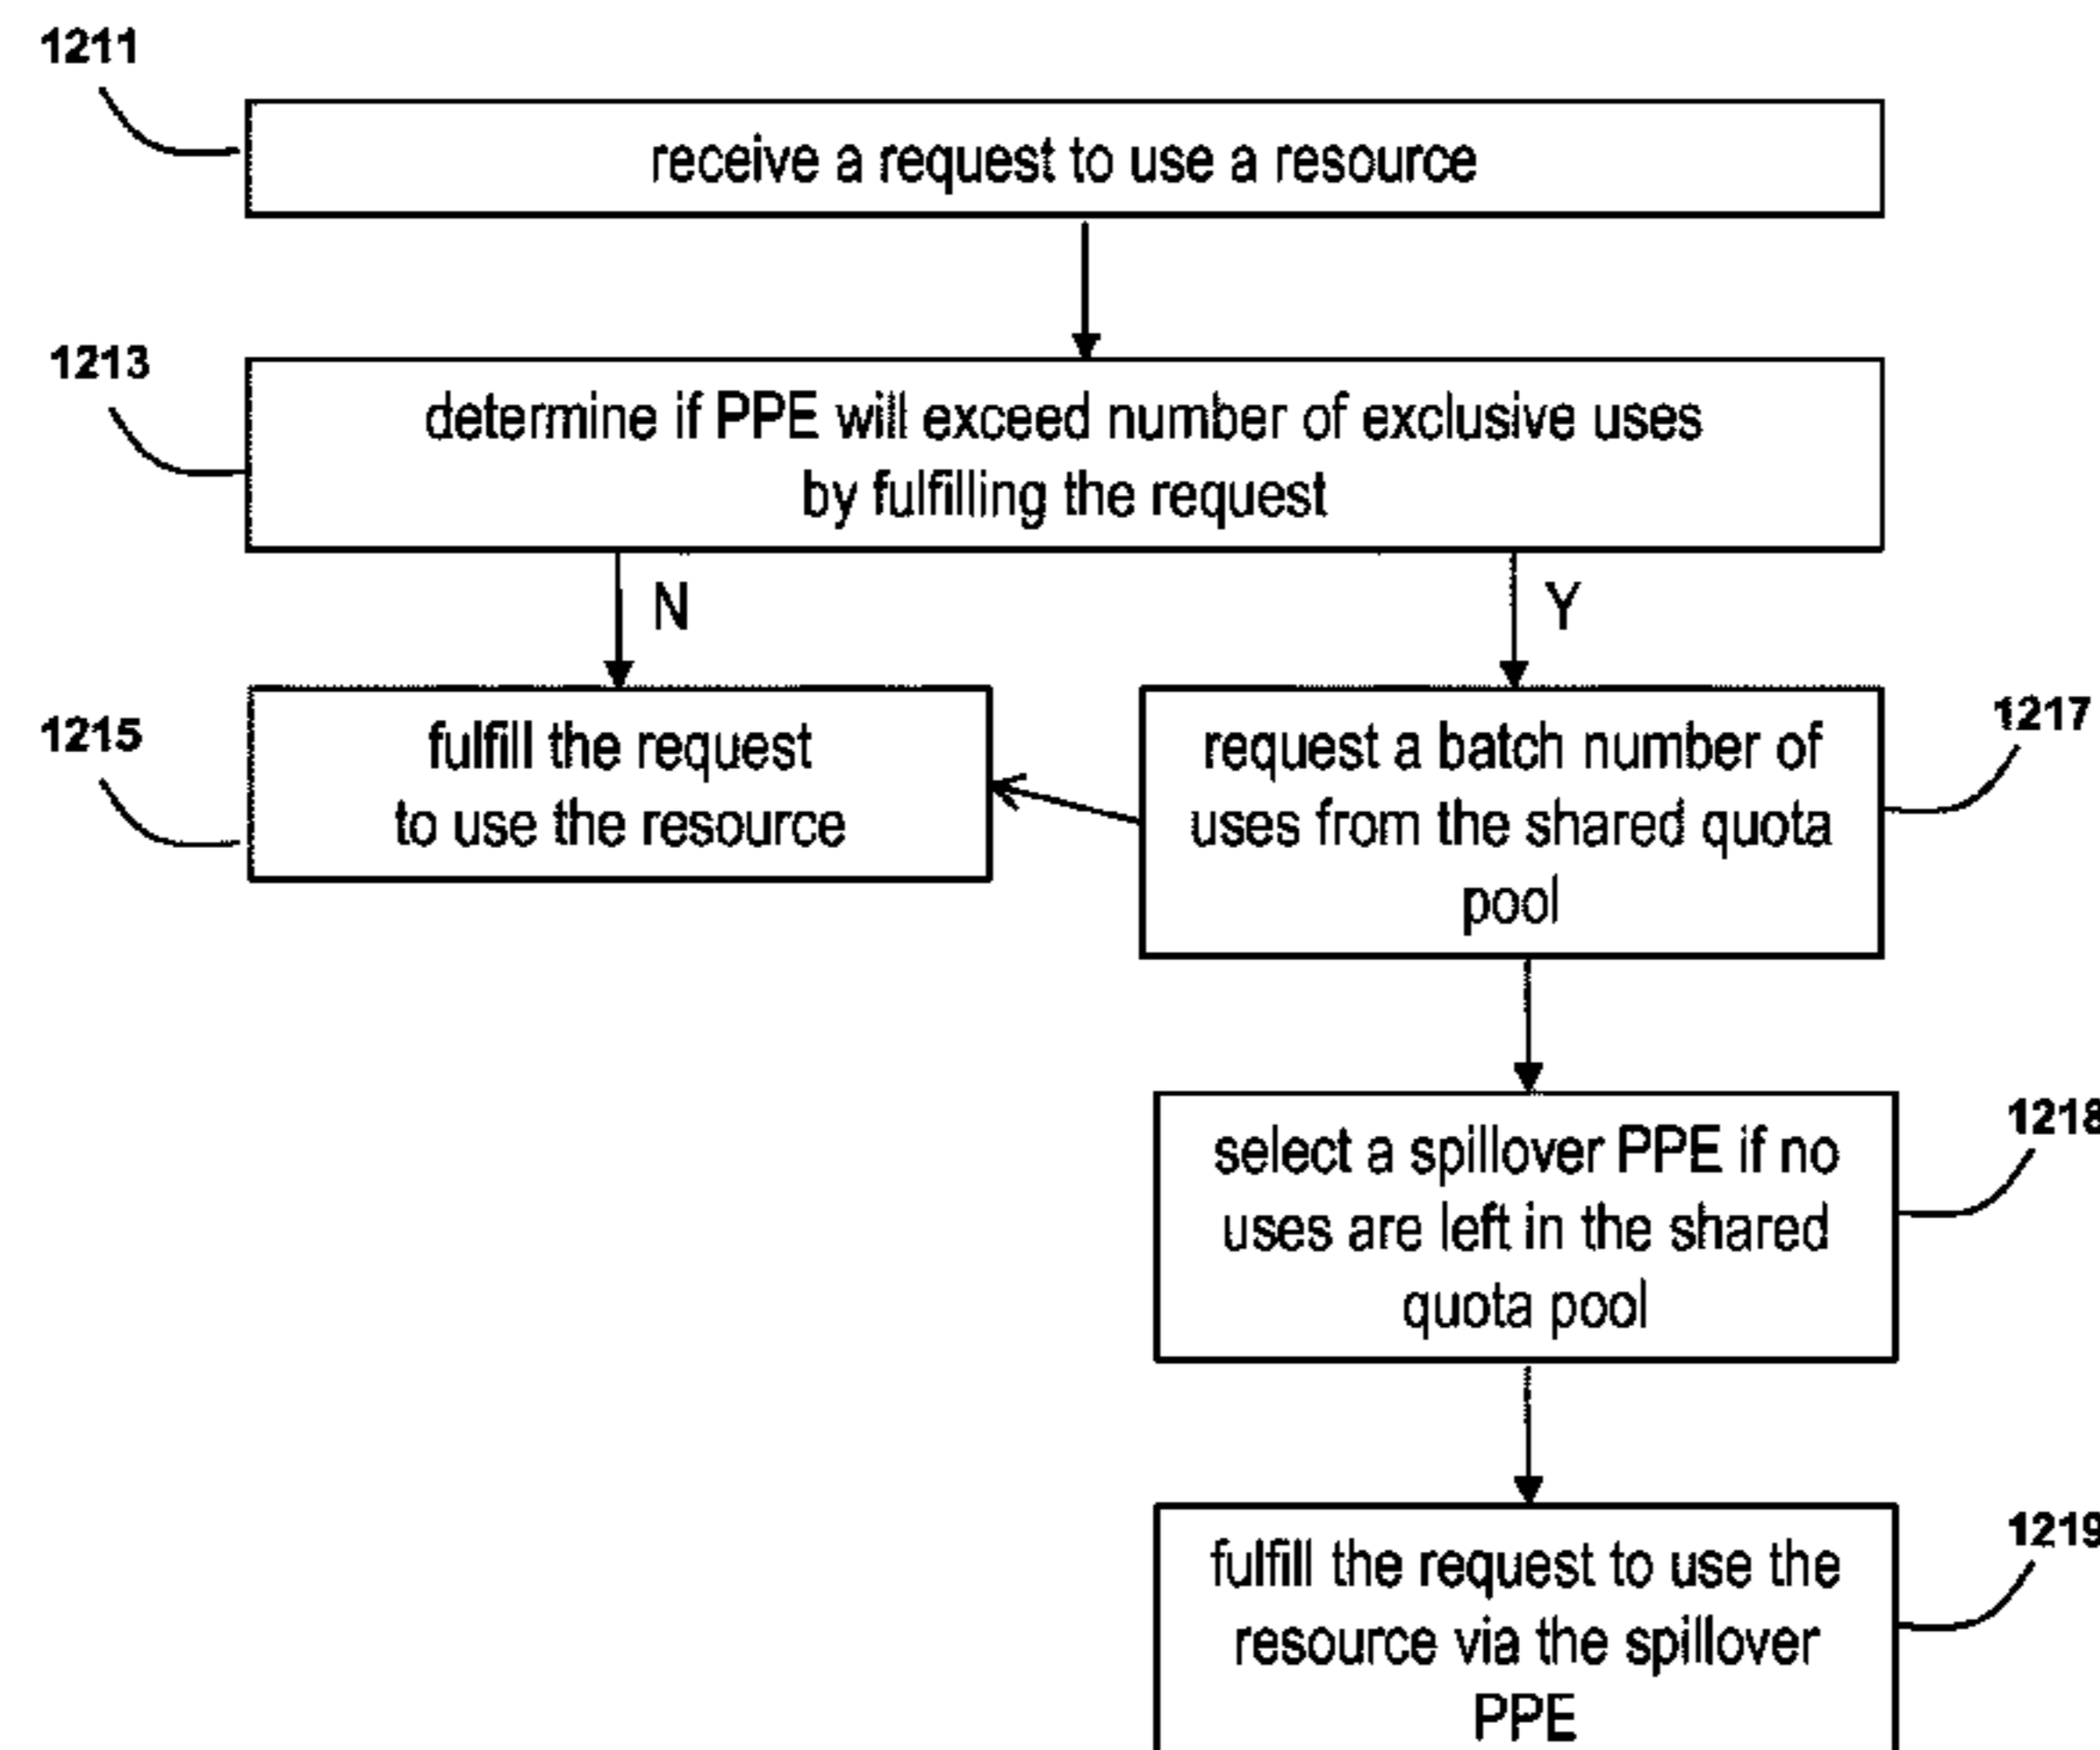 1211
receive a request to use a resource
1213
determine if PPE will exceed number of exclusive uses
by fulfilling the request
N
Y
1215
fulfill the request
to use the resource
1217
request a batch number of
uses from the shared quota
pool
1218
select a spillover PPE if no
uses are left in the shared
quota pool
1219
fulfill the request to use the
resource via the spillover
PPE